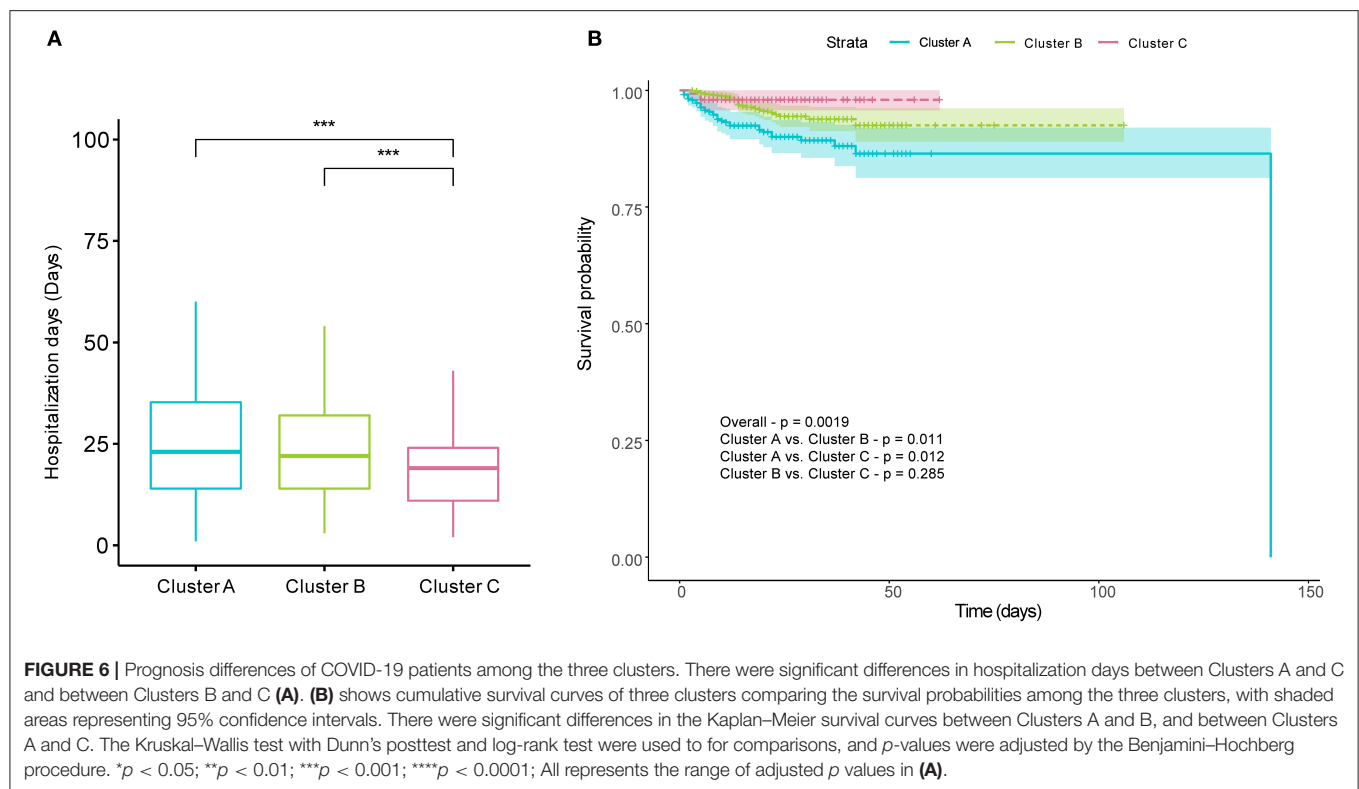 A
Hospitalization days (Days)
100
75
50
25
0
***
***
Cluster A
Cluster B
Cluster C
B
Strata
Cluster A
Cluster B
Cluster C
Survival probability
1.00
0.75
0.50
0.25
0.00
Overall - p = 0.0019
Cluster A vs. Cluster B - p = 0.011
Cluster A vs. Cluster C - p = 0.012
Cluster B vs. Cluster C - p = 0.285
0
50
100
150
Time (days)
FIGURE 6 | Prognosis differences of COVID-19 patients among the three clusters. There were significant differences in hospitalization days between Clusters A and C
and between Clusters B and C (A). (B) shows cumulative survival curves of three clusters comparing the survival probabilities among the three clusters, with shaded
areas representing 95% confidence intervals. There were significant differences in the Kaplan–Meier survival curves between Clusters A and B, and between Clusters
A and C. The Kruskal–Wallis test with Dunn's posttest and log-rank test were used to for comparisons, and p-values were adjusted by the Benjamini–Hochberg
procedure. *p < 0.05; **p < 0.01; ***p < 0.001; ****p < 0.0001; All represents the range of adjusted p values in (A).